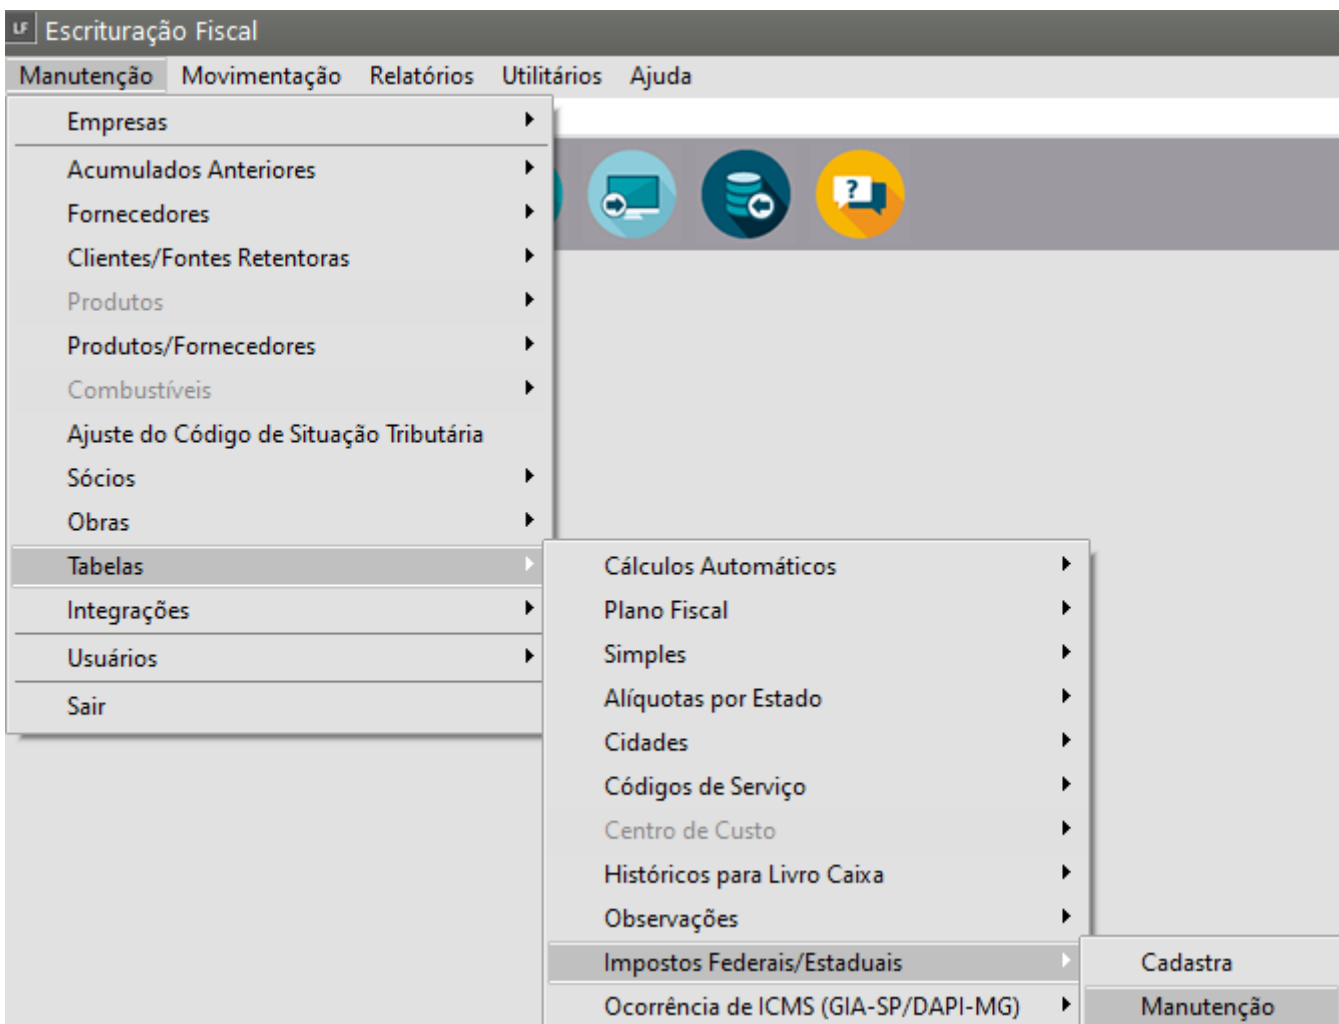 LF Escrituração Fiscal
Manutenção Movimentação Relatórios Utilitários Ajuda
Empresas
Acumulados Anteriores
Fornecedores
Clientes/Fontes Retentoras
Produtos
Produtos/Fornecedores
Combustíveis
Ajuste do Código de Situação Tributária
Sócios
Obras
Tabelas
Integrações
Usuários
Sair
?
Cálculos Automáticos
Plano Fiscal
Simples
Alíquotas por Estado
Cidades
Códigos de Serviço
Centro de Custo
Históricos para Livro Caixa
Observações
Impostos Federais/Estaduais
Ocorrência de ICMS (GIA-SP/DAPI-MG)
Cadastra
Manutenção